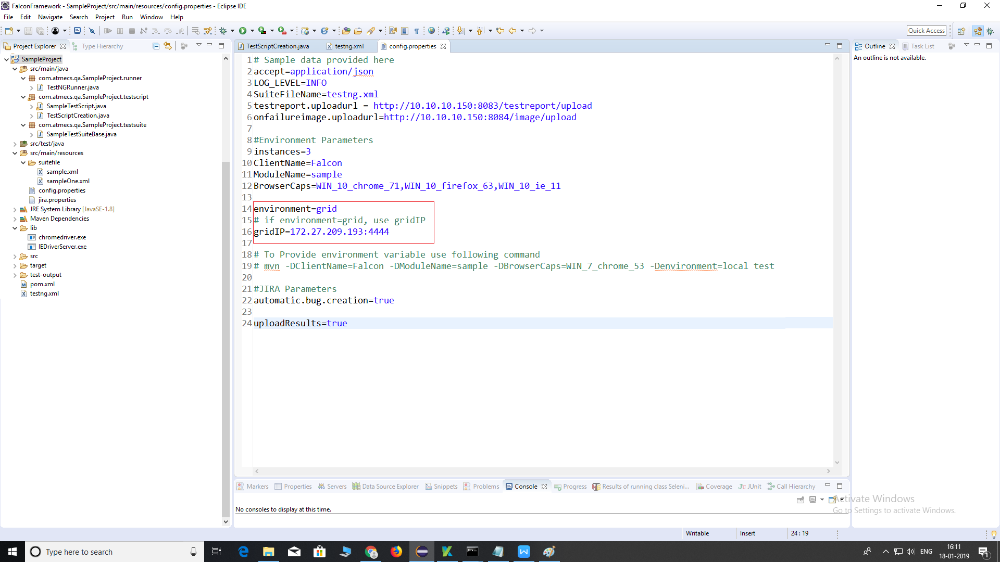 FalconFramework - SampleProject/src/main/resources/config.properties - Eclipse IDE
File Edit Navigate Search Project Run Window Help
Quick Access
Project Explorer Type Hierarchy
TestScriptCreation.java testng.xml config.properties
Outline Task List
An outline is not available.
SampleProject
src/main/java
com.atmecs.qa.SampleProject.runner
TestNGRunner.java
com.atmecs.qa.SampleProject.testscript
SampleTestScript.java
TestScriptCreation.java
com.atmecs.qa.SampleProject.testsuite
SampleTestSuiteBase.java
src/test/java
src/main/resources
suitefile
sample.xml
sampleOne.xml
config.properties
jira.properties
JRE System Library [JavaSE-1.8]
Maven Dependencies
lib
chromedriver.exe
IEDriverServer.exe
src
target
test-output
pom.xml
testng.xml
1 # Sample data provided here
2 accept=application/json
3 LOG_LEVEL=INFO
4 SuiteFileName=testng.xml
5 testreport.uploadurl = http://10.10.10.150:8083/testreport/upload
6 onfailureimage.uploadurl=http://10.10.10.150:8084/image/upload
7
8 #Environment Parameters
9 instances=3
10 ClientName=Falcon
11 ModuleName=sample
12 BrowserCaps=WIN_10_chrome_71,WIN_10_firefox_63,WIN_10_ie_11
13
14 environment=grid
15 # if environment=grid, use gridIP
16 gridIP=172.27.209.193:4444
17
18 # To Provide environment variable use following command
19 # mvn -DClientName=Falcon -DModuleName=sample -DBrowserCaps=WIN_7_chrome_53 -Denvironment=local test
20
21 #JIRA Parameters
22 automatic.bug.creation=true
23
24 uploadResults=true
Markers Properties Servers Data Source Explorer Snippets Problems Console Progress Results of running class Seleni... Coverage JUnit Call Hierarchy
No consoles to display at this time.
Activate Windows
Go to Settings to activate Windows.
Writable Insert 24 : 19
Type here to search
ENG
16:11
18-01-2019
1